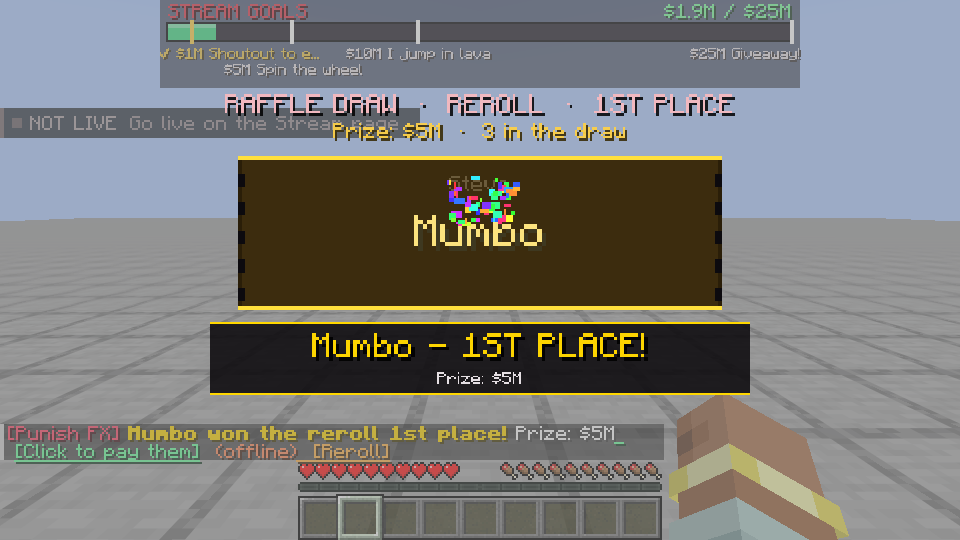 STREAM GOALS $1.9M / $25M
✔ $1M Shoutout to e... $10M I jump in lava $25M Giveaway!
$5M Spin the wheel
RAFFLE DRAW · REROLL · 1ST PLACE
NOT LIVE Go live on the Stream page
Prize: $5M · 3 in the draw
Steve
Mumbo
Mumbo - 1ST PLACE!
Prize: $5M
[Punish FX] Mumbo won the reroll 1st place! Prize: $5M
[Click to pay them] (offline) [Reroll]